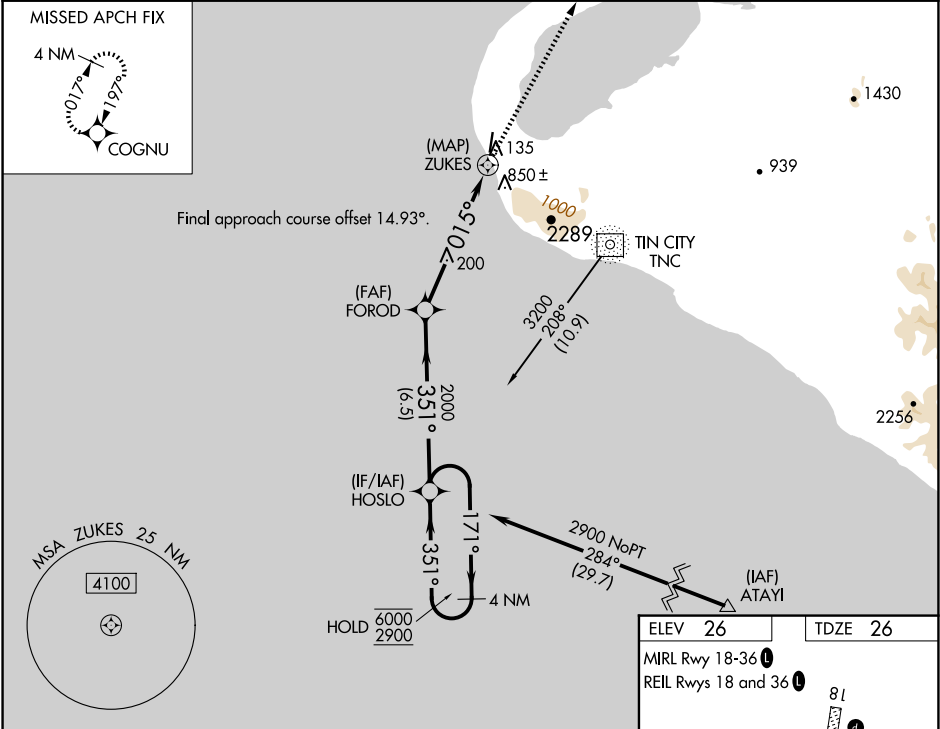 MISSED APCH FIX
4 NM
017°
197°
COGNU
1430
939
(MAP)
ZUKES
135
850 ±
1000
2289
TIN CITY
TNC
Final approach course offset 14.93°.
015°
200
(FAF)
FOROD
3200
208°
(10.9)
2000
351°
(6.5)
2256
(IF/IAF)
HOSLO
171°
351°
4 NM
HOLD 6000
2900
2900 NoPT
284°
(29.7)
(IAF)
ATAYI
MSA ZUKES 25 NM
4100
ELEV 26
TDZE 26
MIRL Rwy 18-36 L
REIL Rwys 18 and 36 L
18